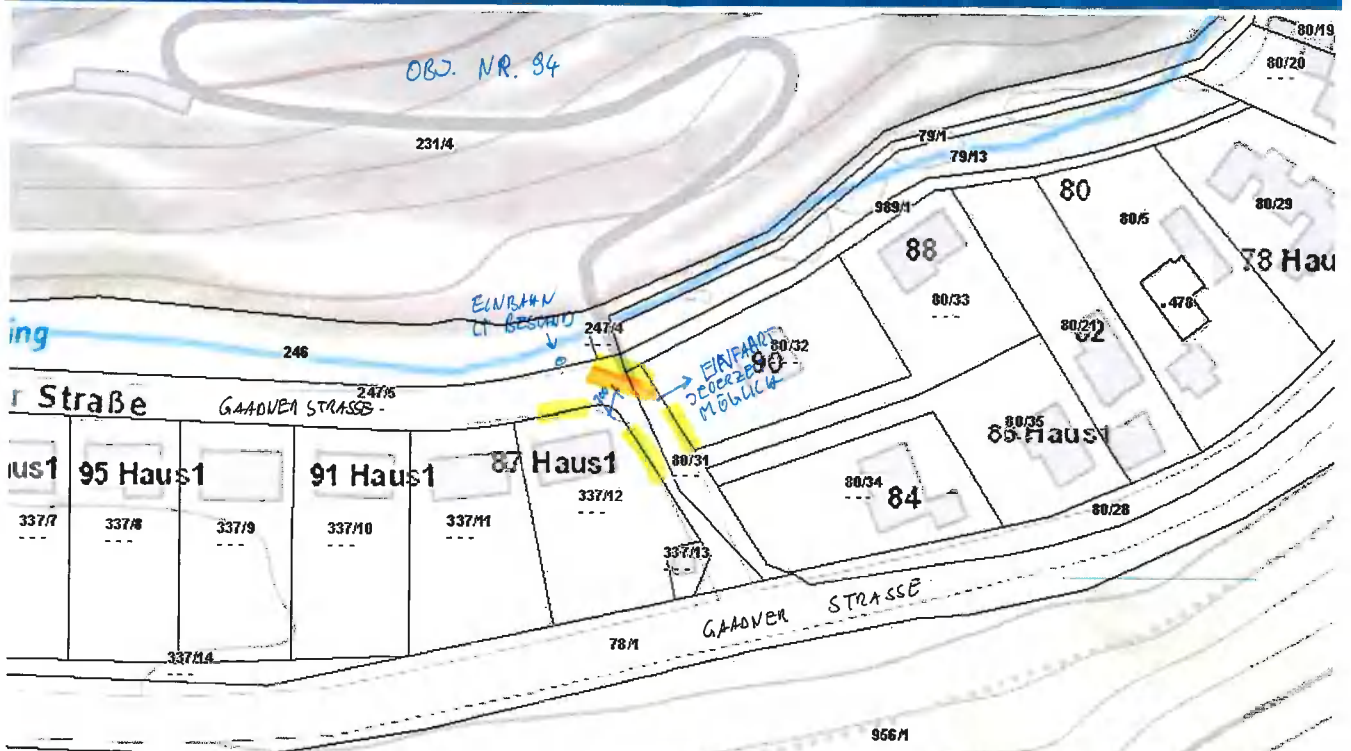 80/19
80/20
OBJ. NR. 94
231/4
79/1
79/13
80
989/1
80/5
80/29
88
78 Hau
80/33
.478
EINBAHN
LT BESTAND
247/4
80/21
82
ing
246
80/32
90
EINFAHRT
JEDERZEIT
MÖGLICH
247/5
r Straße
GAADNER STRASSE
80/35
86 Haus1
aus1
95 Haus1
91 Haus1
87 Haus1
80/31
80/34
84
337/7
337/8
337/9
337/10
337/11
337/12
80/28
337/13
GAADNER STRASSE
78/1
337/14
956/1